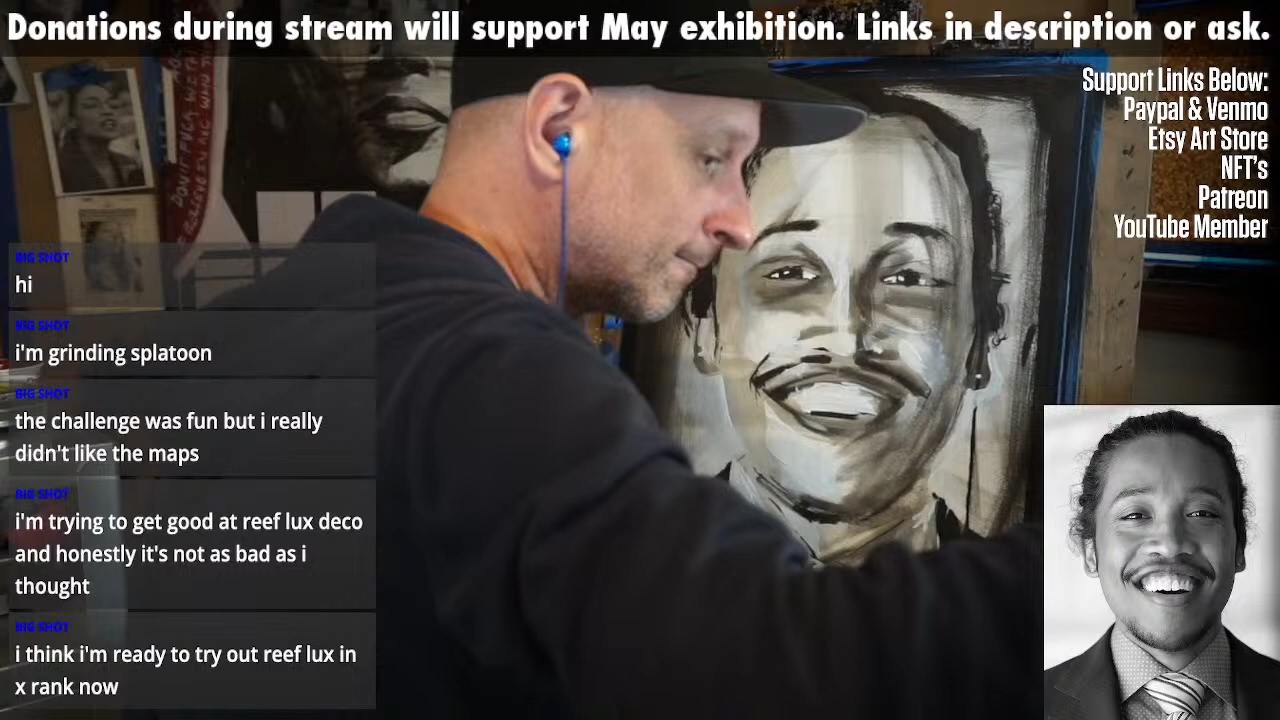 Donations during stream will support May exhibition. Links in description or ask.
Support Links Below:
Paypal & Venmo
Etsy Art Store
NFT's
Patreon
YouTube Member
BIG SHOT
hi
BIG SHOT
i'm grinding splatoon
BIG SHOT
the challenge was fun but i really
didn't like the maps
BIG SHOT
i'm trying to get good at reef lux deco
and honestly it's not as bad as i
thought
BIG SHOT
i think i'm ready to try out reef lux in
x rank now